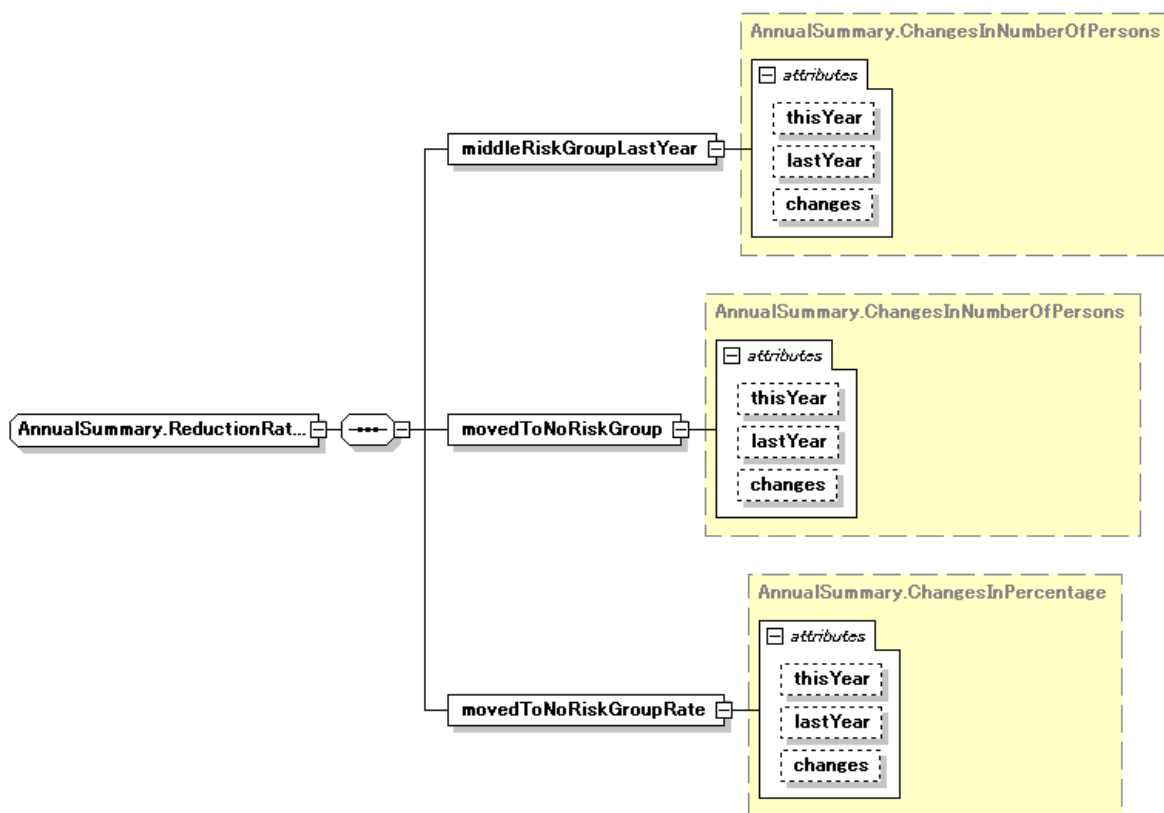 AnnualSummary.ChangesInNumberOfPersons
attributes
thisYear
middleRiskGroupLastYear
lastYear
changes
AnnualSummary.ChangesInNumberOfPersons
attributes
thisYear
AnnualSummary.ReductionRat...
movedToNoRiskGroup
lastYear
changes
AnnualSummary.ChangesInPercentage
attributes
thisYear
movedToNoRiskGroupRate
lastYear
changes